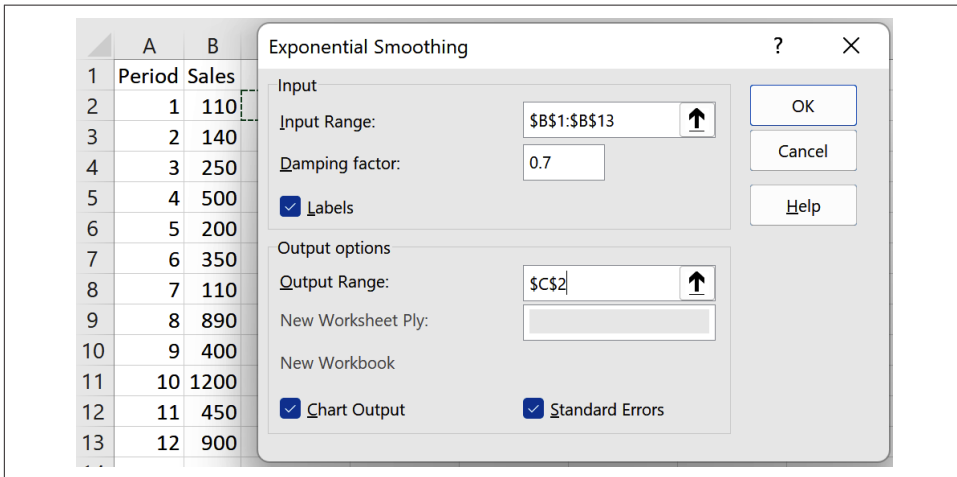 A B
1 Period Sales
2 1 110
3 2 140
4 3 250
5 4 500
6 5 200
7 6 350
8 7 110
9 8 890
10 9 400
11 10 1200
12 11 450
13 12 900
Exponential Smoothing ? ×
Input
Input Range: $B$1:$B$13
Damping factor: 0.7
Labels
OK
Cancel
Help
Output options
Output Range: $C$2
New Worksheet Ply:
New Workbook
Chart Output Standard Errors